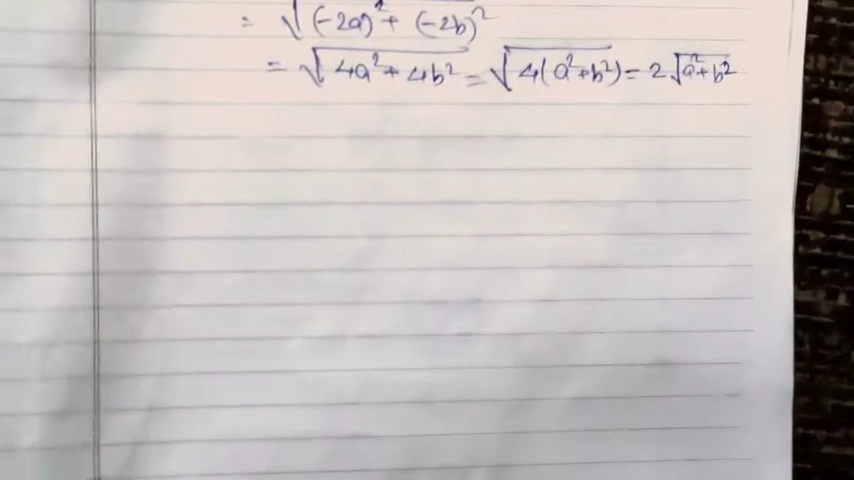 = √(-2a)² + (-2b)²
= √4a² + 4b² = √4(a²+b²) = 2√a²+b²